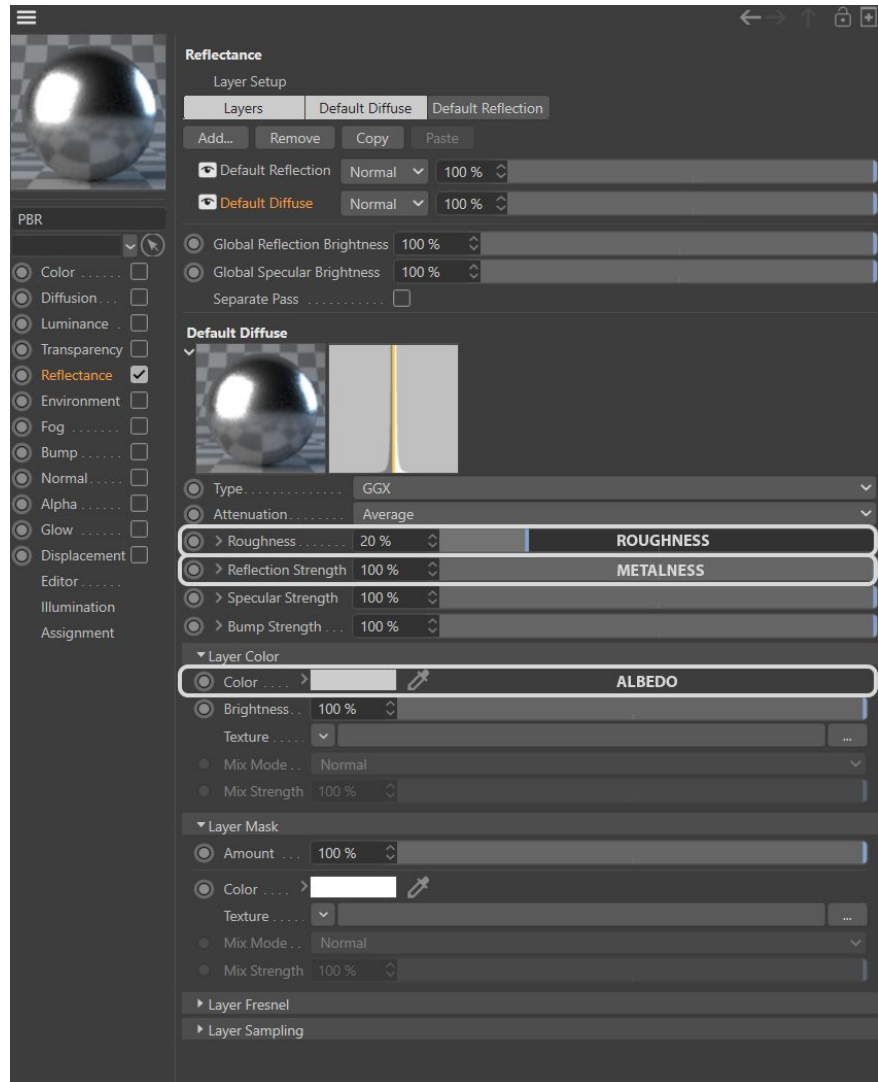 Reflectance
Layer Setup
Layers Default Diffuse Default Reflection
Add... Remove Copy Paste
Default Reflection Normal 100 %
Default Diffuse Normal 100 %
PBR
Global Reflection Brightness 100 %
Global Specular Brightness 100 %
Separate Pass ...........
Color ......
Diffusion...
Luminance .
Transparency
Reflectance
Environment
Fog .......
Bump ......
Normal.....
Alpha ......
Glow ......
Displacement
Editor ......
Illumination
Assignment
Default Diffuse
Type.............. GGX
Attenuation........ Average
> Roughness....... 20 % ROUGHNESS
> Reflection Strength 100 % METALNESS
> Specular Strength 100 %
> Bump Strength ... 100 %
Layer Color
Color .... > ALBEDO
Brightness.. 100 %
Texture ..... ...
Mix Mode .. Normal
Mix Strength 100 %
Layer Mask
Amount ... 100 %
Color .... >
Texture ..... ...
Mix Mode .. Normal
Mix Strength 100 %
Layer Fresnel
Layer Sampling